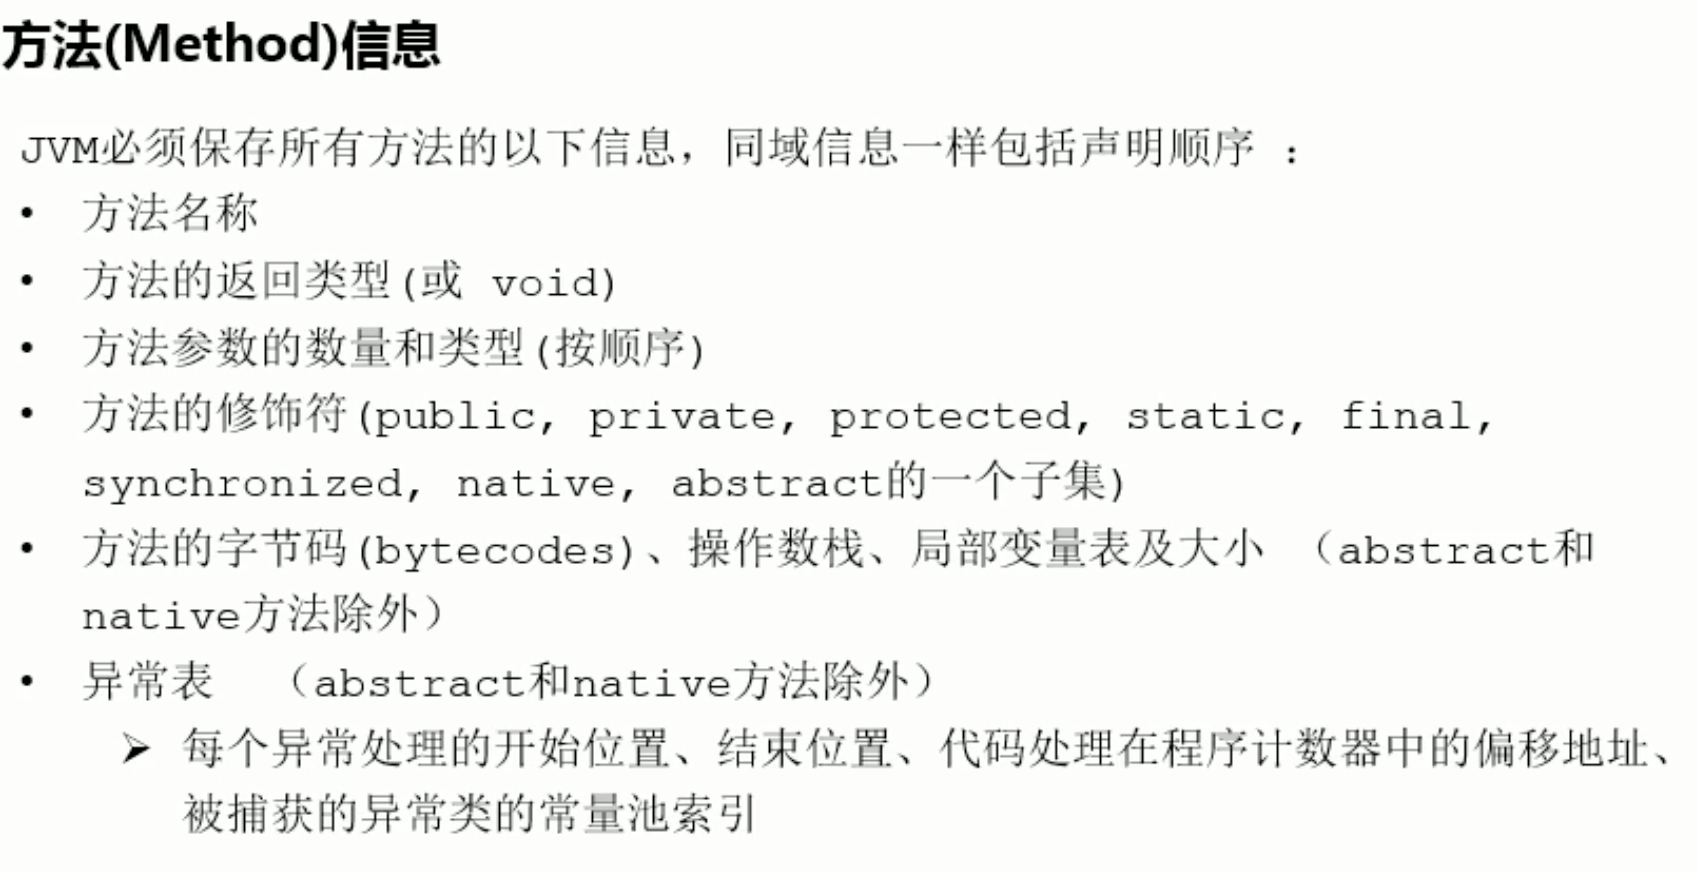 方法(Method)信息
JVM必须保存所有方法的以下信息，同域信息一样包括声明顺序 ：
• 方法名称
• 方法的返回类型(或 void)
• 方法参数的数量和类型(按顺序)
• 方法的修饰符(public, private, protected, static, final,
synchronized, native, abstract的一个子集)
• 方法的字节码(bytecodes)、操作数栈、局部变量表及大小 （abstract和
native方法除外）
• 异常表 （abstract和native方法除外）
➢ 每个异常处理的开始位置、结束位置、代码处理在程序计数器中的偏移地址、
被捕获的异常类的常量池索引